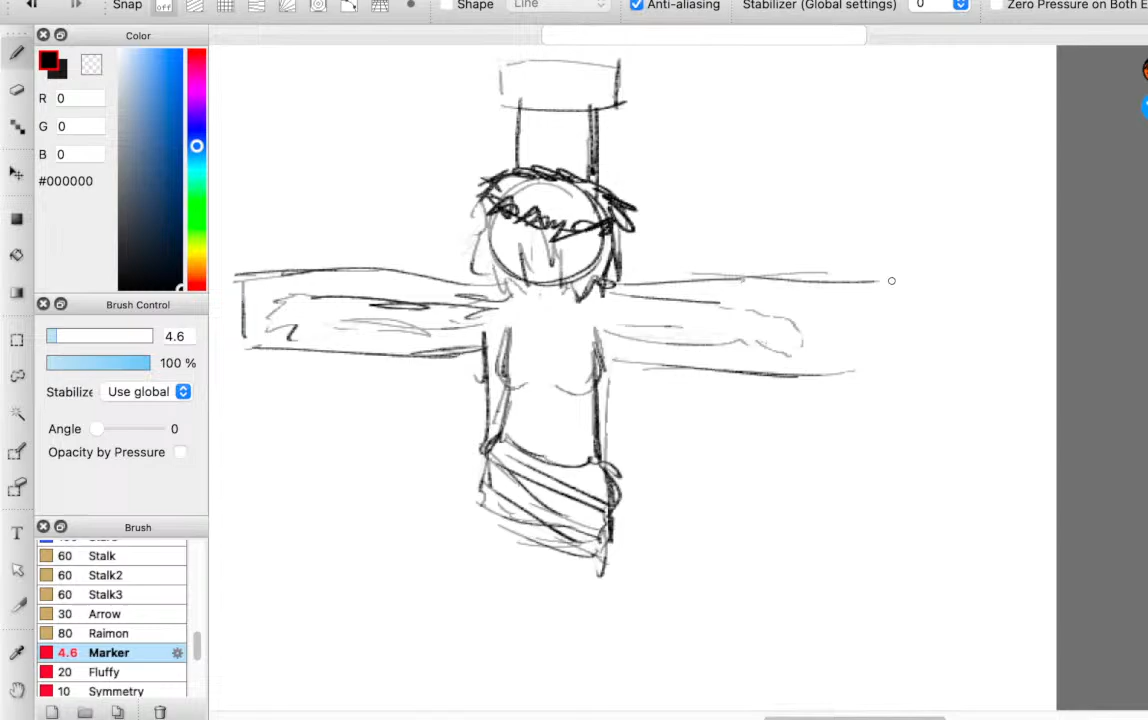 Snap off Shape Line Anti-aliasing Stabilizer (Global settings) 0 Zero Pressure on Both E
Color
R 0
G 0
B 0
#000000
Brush Control
4.6
100 %
Stabilize Use global
Angle 0
Opacity by Pressure
Brush
60 Stalk
60 Stalk2
60 Stalk3
30 Arrow
80 Raimon
4.6 Marker
20 Fluffy
10 Symmetry
T